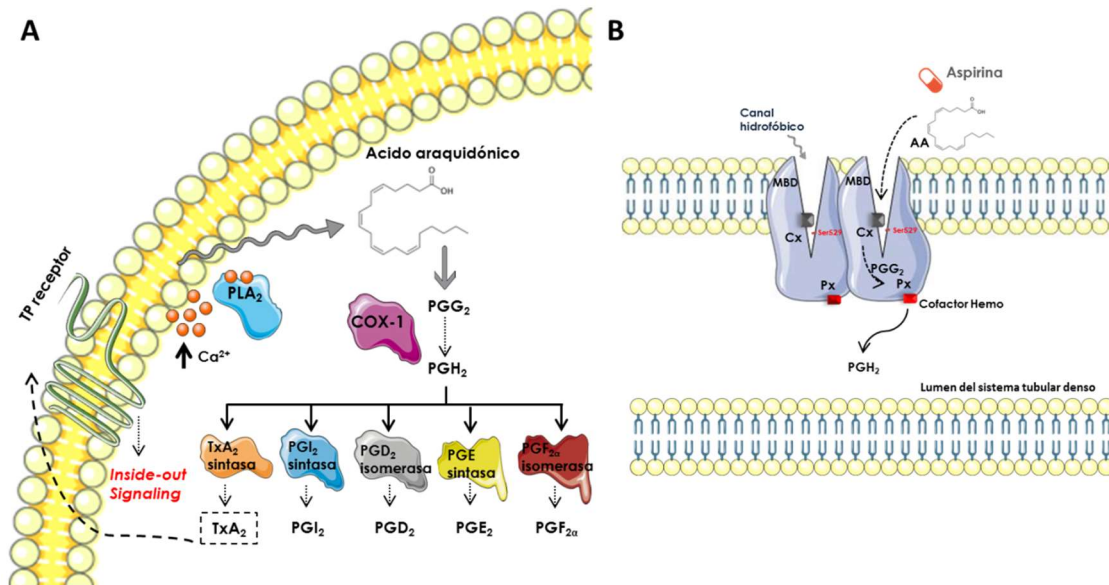 A
Acido araquidónico
O
OH
TP receptor
PLA₂
Ca²⁺
COX-1
PGG₂
PGH₂
TxA₂
sintasa
PGI₂
sintasa
PGD₂
isomerasa
PGE
sintasa
PGF₂α
isomerasa
Inside-out
Signaling
TxA₂
PGI₂
PGD₂
PGE₂
PGF₂α
B
Aspirina
Canal
hidrofóbico
O
OH
AA
MBD
MBD
Cx
Ser529
Cx
Ser529
PGG₂
Px
Px
Cofactor Hemo
PGH₂
Lumen del sistema tubular denso